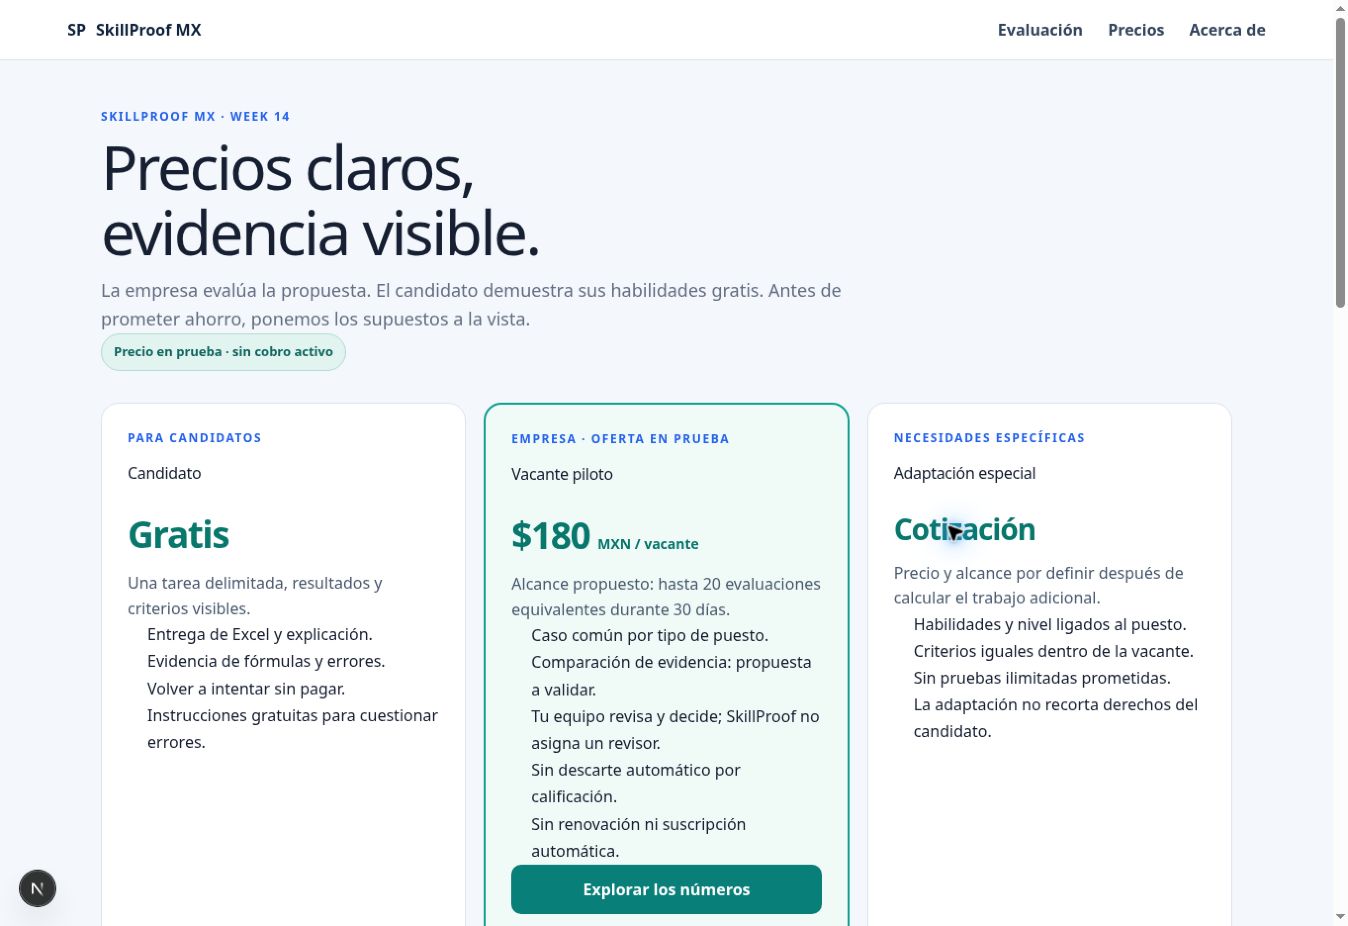 SP SkillProof MX
Evaluación Precios Acerca de
SKILLPROOF MX · WEEK 14
Precios claros,
evidencia visible.
La empresa evalúa la propuesta. El candidato demuestra sus habilidades gratis. Antes de
prometer ahorro, ponemos los supuestos a la vista.
Precio en prueba · sin cobro activo
PARA CANDIDATOS
Candidato
Gratis
Una tarea delimitada, resultados y
criterios visibles.
Entrega de Excel y explicación.
Evidencia de fórmulas y errores.
Volver a intentar sin pagar.
Instrucciones gratuitas para cuestionar
errores.
EMPRESA · OFERTA EN PRUEBA
Vacante piloto
$180 MXN / vacante
Alcance propuesto: hasta 20 evaluaciones
equivalentes durante 30 días.
Caso común por tipo de puesto.
Comparación de evidencia: propuesta
a validar.
Tu equipo revisa y decide; SkillProof no
asigna un revisor.
Sin descarte automático por
calificación.
Sin renovación ni suscripción
automática.
Explorar los números
NECESIDADES ESPECÍFICAS
Adaptación especial
Cotización
Precio y alcance por definir después de
calcular el trabajo adicional.
Habilidades y nivel ligados al puesto.
Criterios iguales dentro de la vacante.
Sin pruebas ilimitadas prometidas.
La adaptación no recorta derechos del
candidato.
N